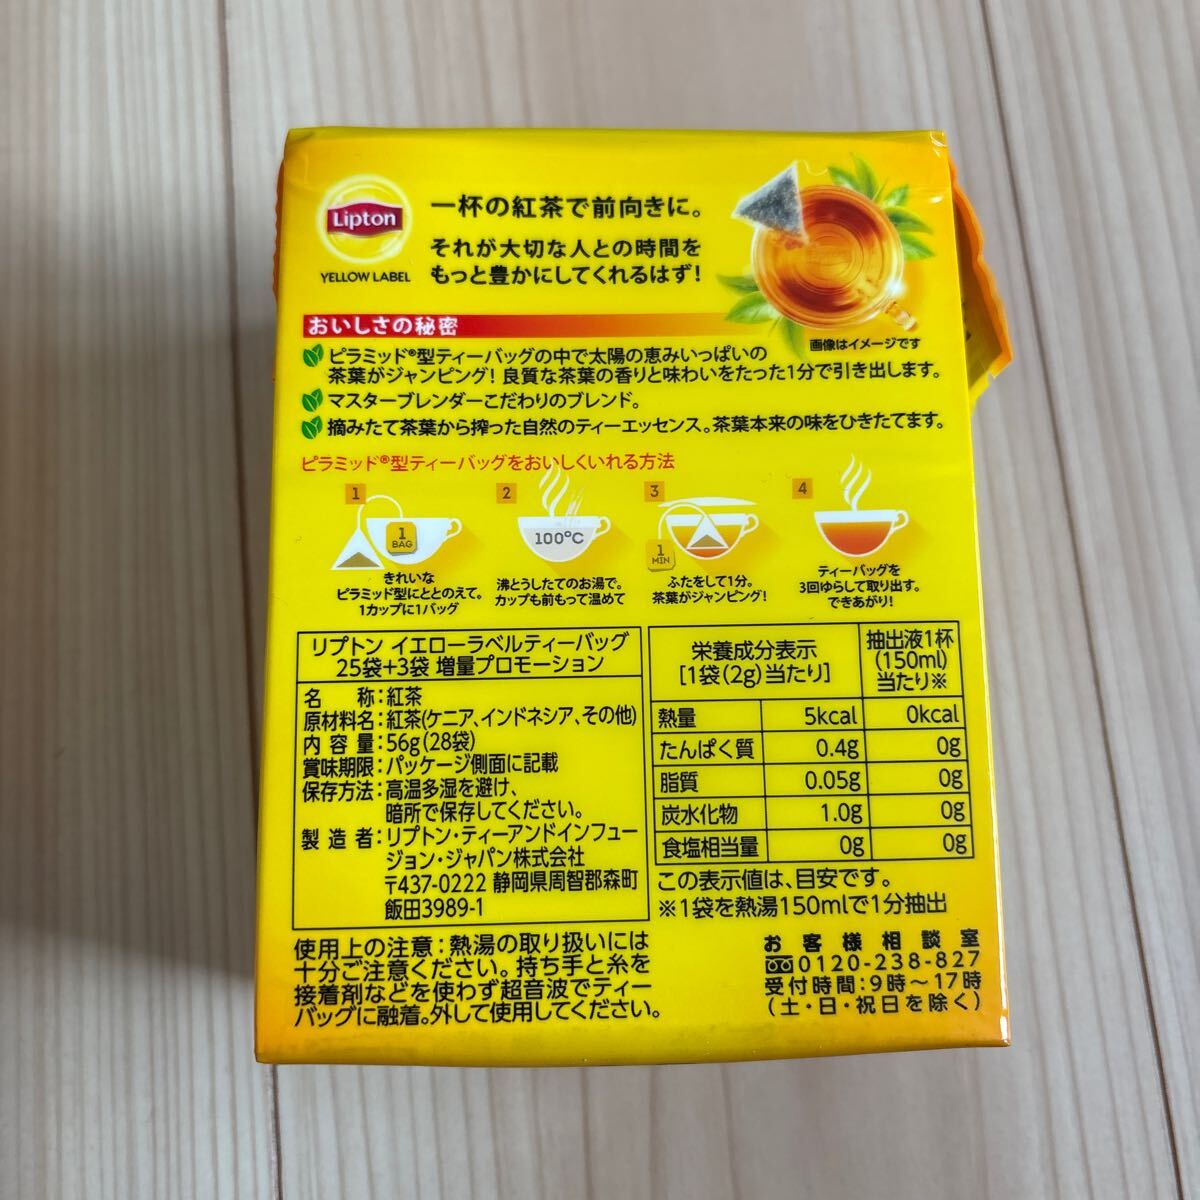 Lipton
YELLOW LABEL
一杯の紅茶で前向きに。
それが大切な人との時間を
もっと豊かにしてくれるはず!
画像はイメージです
おいしさの秘密
ピラミッド®型ティーバッグの中で太陽の恵みいっぱいの
茶葉がジャンピング! 良質な茶葉の香りと味わいをたった1分で引き出します。
マスターブレンダーこだわりのブレンド。
摘みたて茶葉から搾った自然のティーエッセンス。茶葉本来の味をひきたてます。
ピラミッド®型ティーバッグをおいしくいれる方法
1
1
BAG
きれいな
ピラミッド型にととのえて。
1カップに1バッグ
2
100℃
沸とうしたてのお湯で。
カップも前もって温めて
3
1
MIN
ふたをして1分。
茶葉がジャンピング!
4
ティーバッグを
3回ゆらして取り出す。
できあがり!
リプトン イエローラベルティーバッグ
25袋+3袋 増量プロモーション
名 称:紅茶
原材料名:紅茶(ケニア、インドネシア、その他)
内容量:56g(28袋)
賞味期限:パッケージ側面に記載
保存方法:高温多湿を避け、
暗所で保存してください。
製造者:リプトン・ティーアンドインフュー
ジョン・ジャパン株式会社
〒437-0222 静岡県周智郡森町
飯田3989-1
栄養成分表示
[1袋(2g)当たり]
抽出液1杯
(150ml)
当たり※
熱量 5kcal 0kcal
たんぱく質 0.4g 0g
脂質 0.05g 0g
炭水化物 1.0g 0g
食塩相当量 0g 0g
この表示値は、目安です。
※1袋を熱湯150mlで1分抽出
使用上の注意:熱湯の取り扱いには
十分ご注意ください。持ち手と糸を
接着剤などを使わず超音波でティー
バッグに融着。外して使用してください。
お客様相談室
0120-238-827
受付時間:9時〜17時
(土・日・祝日を除く)